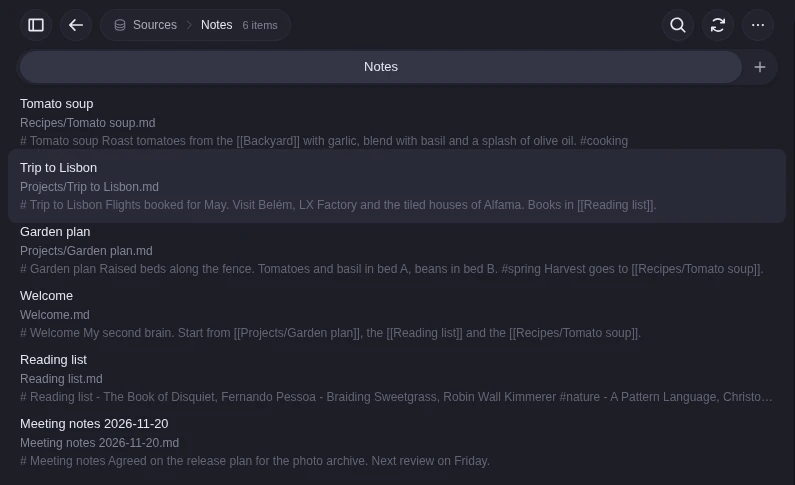 Sources > Notes 6 items
Notes
Tomato soup
Recipes/Tomato soup.md
# Tomato soup Roast tomatoes from the [[Backyard]] with garlic, blend with basil and a splash of olive oil. #cooking
Trip to Lisbon
Projects/Trip to Lisbon.md
# Trip to Lisbon Flights booked for May. Visit Belém, LX Factory and the tiled houses of Alfama. Books in [[Reading list]].
Garden plan
Projects/Garden plan.md
# Garden plan Raised beds along the fence. Tomatoes and basil in bed A, beans in bed B. #spring Harvest goes to [[Recipes/Tomato soup]].
Welcome
Welcome.md
# Welcome My second brain. Start from [[Projects/Garden plan]], the [[Reading list]] and the [[Recipes/Tomato soup]].
Reading list
Reading list.md
# Reading list - The Book of Disquiet, Fernando Pessoa - Braiding Sweetgrass, Robin Wall Kimmerer #nature - A Pattern Language, Christo…
Meeting notes 2026-11-20
Meeting notes 2026-11-20.md
# Meeting notes Agreed on the release plan for the photo archive. Next review on Friday.